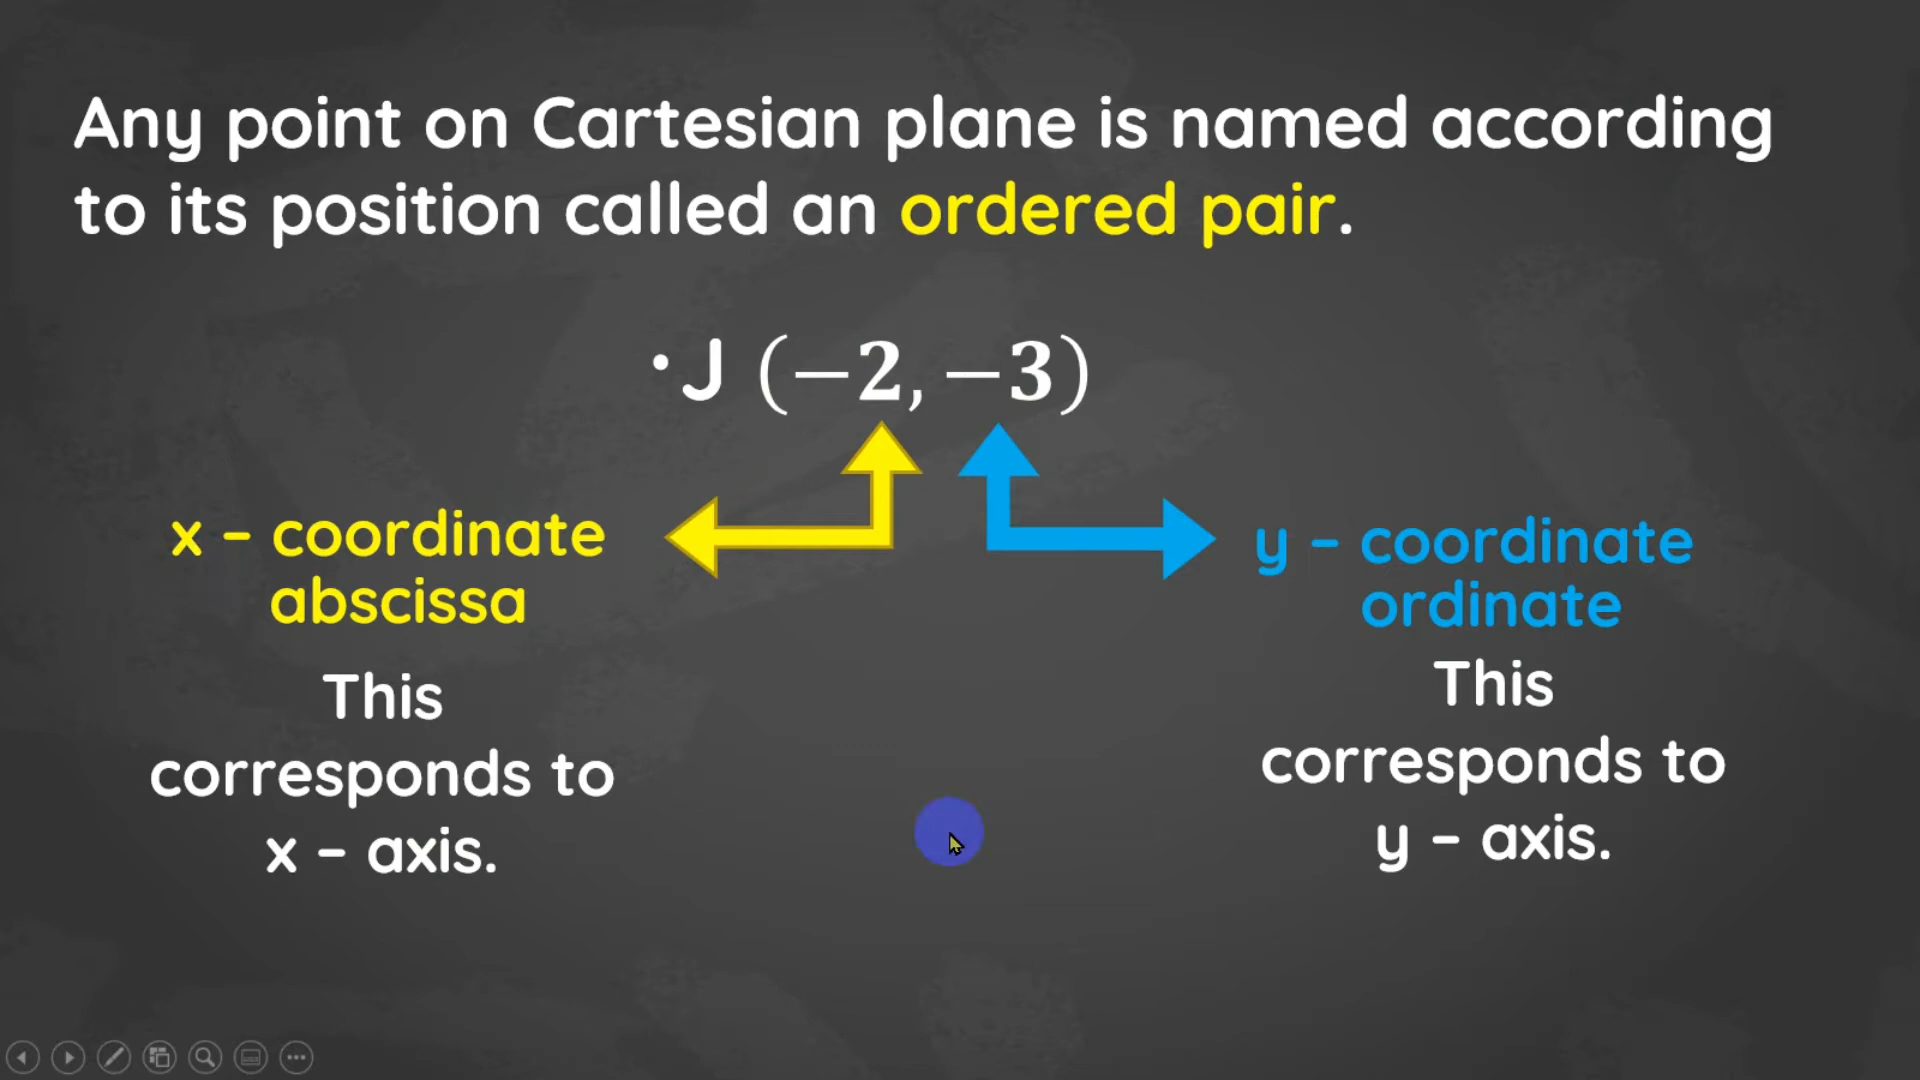 Any point on Cartesian plane is named according
to its position called an ordered pair.
•J (−2, −3)
x – coordinate
abscissa
This
corresponds to
x – axis.
y – coordinate
ordinate
This
corresponds to
y – axis.